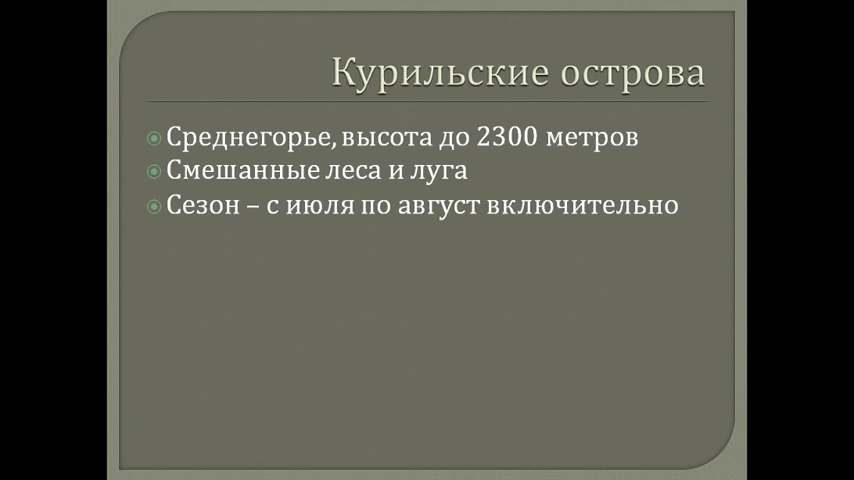 Курильские острова
Среднегорье, высота до 2300 метров
Смешанные леса и луга
Сезон – с июля по август включительно